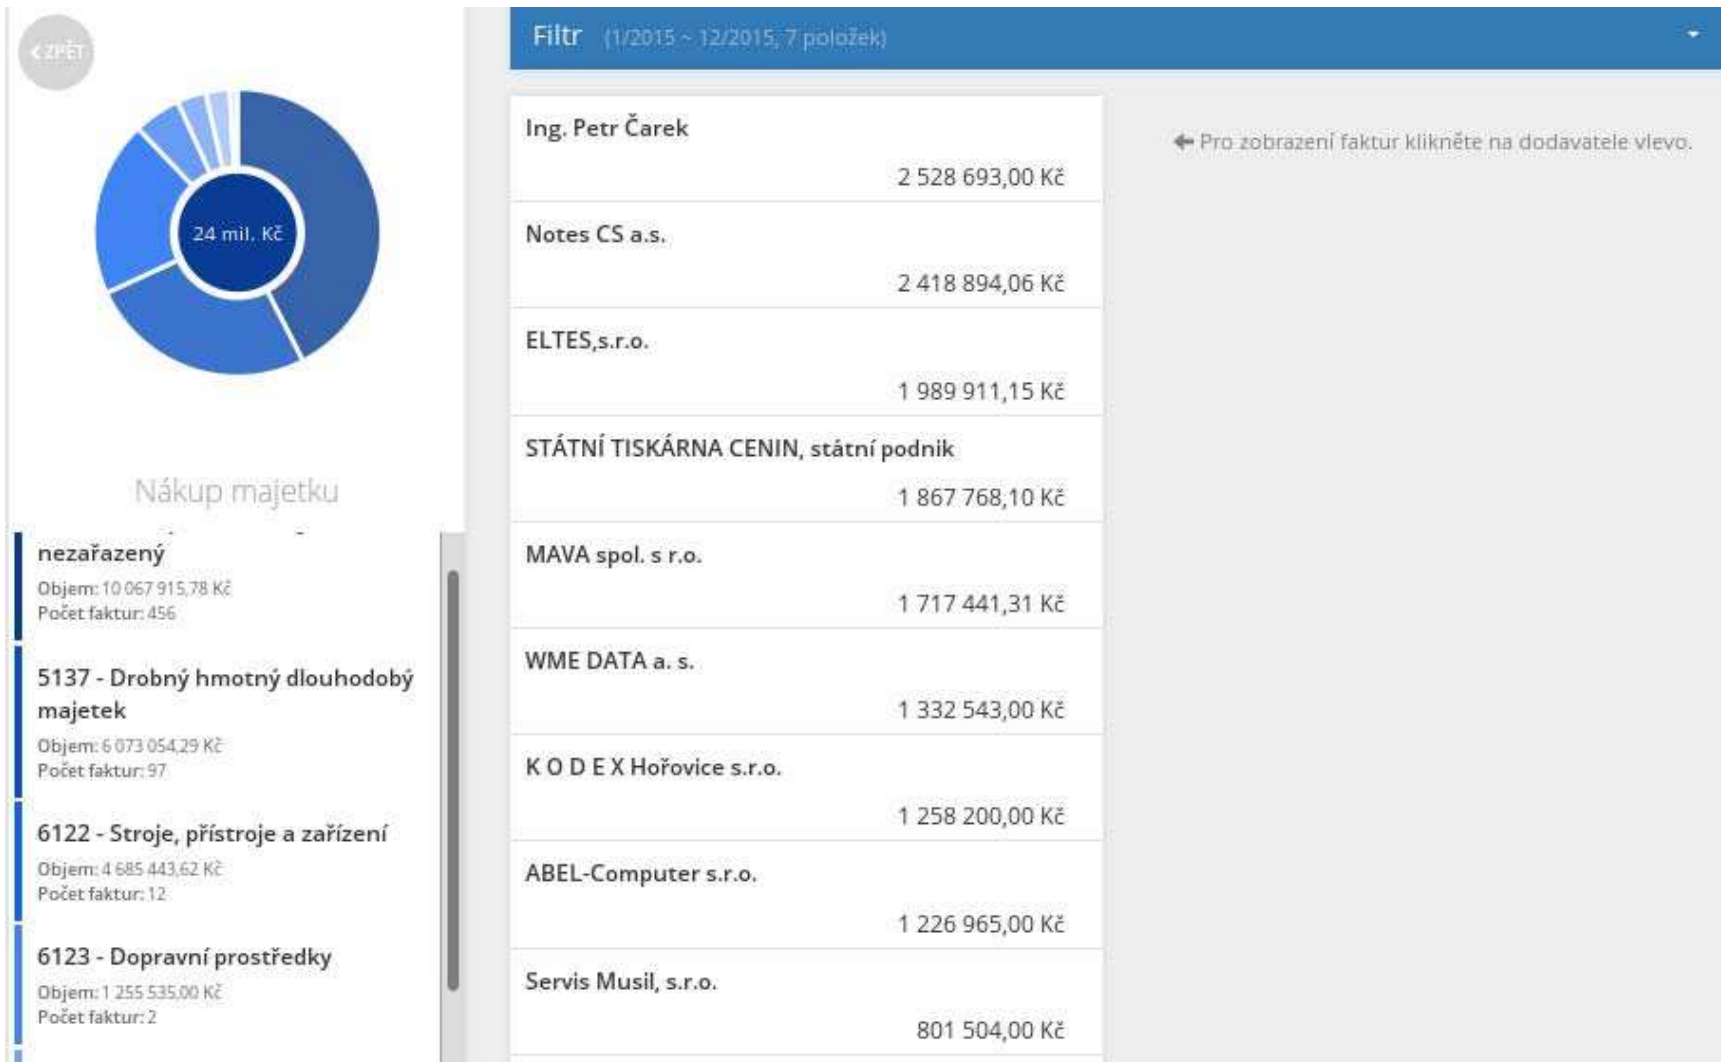 ZPĚT
24 mil. Kč
Nákup majetku
nezařazený
Objem: 10 067 915,78 Kč
Počet faktur: 456
5137 - Drobný hmotný dlouhodobý
majetek
Objem: 6 073 054,29 Kč
Počet faktur: 97
6122 - Stroje, přístroje a zařízení
Objem: 4 685 443,62 Kč
Počet faktur: 12
6123 - Dopravní prostředky
Objem: 1 255 535,00 Kč
Počet faktur: 2
Filtr (1/2015 ~ 12/2015, 7 položek)
Ing. Petr Čarek
2 528 693,00 Kč
Notes CS a.s.
2 418 894,06 Kč
ELTES,s.r.o.
1 989 911,15 Kč
STÁTNÍ TISKÁRNA CENIN, státní podnik
1 867 768,10 Kč
MAVA spol. s r.o.
1 717 441,31 Kč
WME DATA a. s.
1 332 543,00 Kč
K O D E X Hořovice s.r.o.
1 258 200,00 Kč
ABEL-Computer s.r.o.
1 226 965,00 Kč
Servis Musil, s.r.o.
801 504,00 Kč
Pro zobrazení faktur klikněte na dodavatele vlevo.